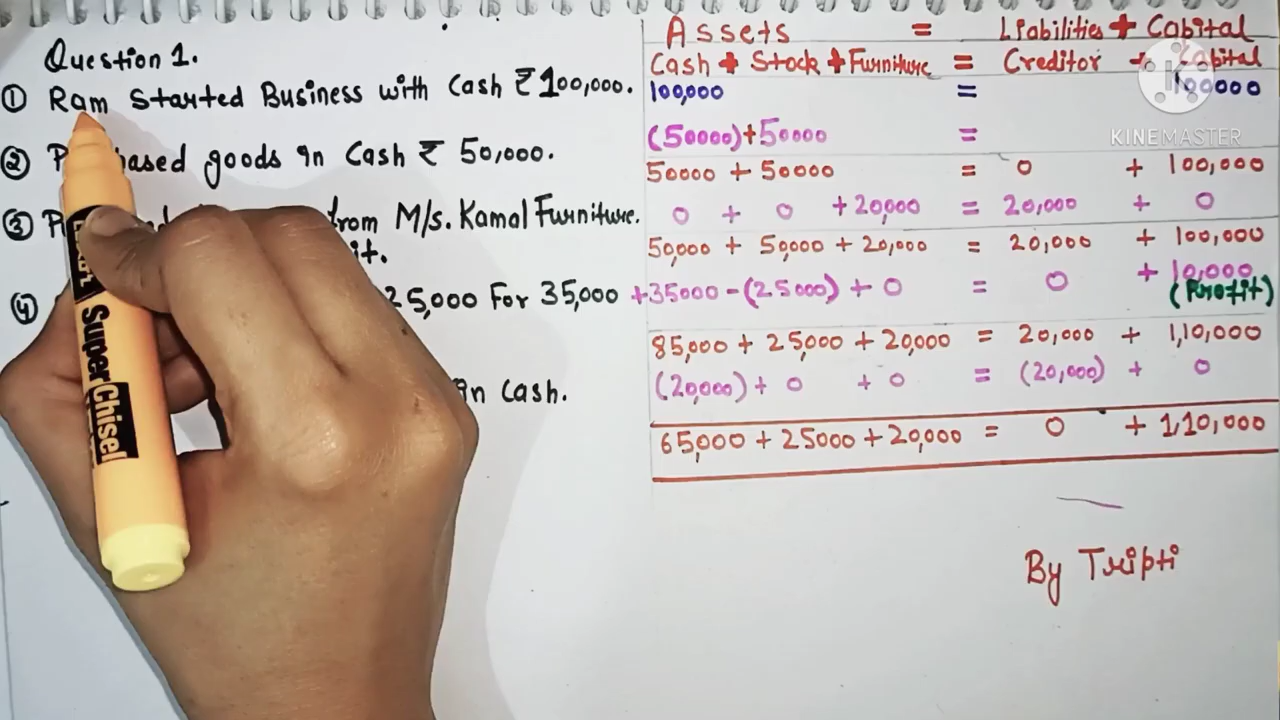 Question 1.
① Ram Started Business with Cash ₹ 100,000.
② goods in Cash ₹ 50,000.
③ from M/s. Kamal Furniture.
④ 25,000 For 35,000
in Cash.
Assets = Liabilities + Capital
Cash + Stock + Furniture = Creditor + Capital
100,000 = 100000
(50000)+50000 =
50000 + 50000 = 0 + 100,000
0 + 0 + 20,000 = 20,000 + 0
50,000 + 50,000 + 20,000 = 20,000 + 100,000
+35000 -(25000) + 0 = 0 + 10,000
(Profit)
85,000 + 25,000 + 20,000 = 20,000 + 1,10,000
(20,000) + 0 + 0 = (20,000) + 0
65,000 + 25000 + 20,000 = 0 + 1,10,000
By Tripti
Super Chisel
KINEMASTER